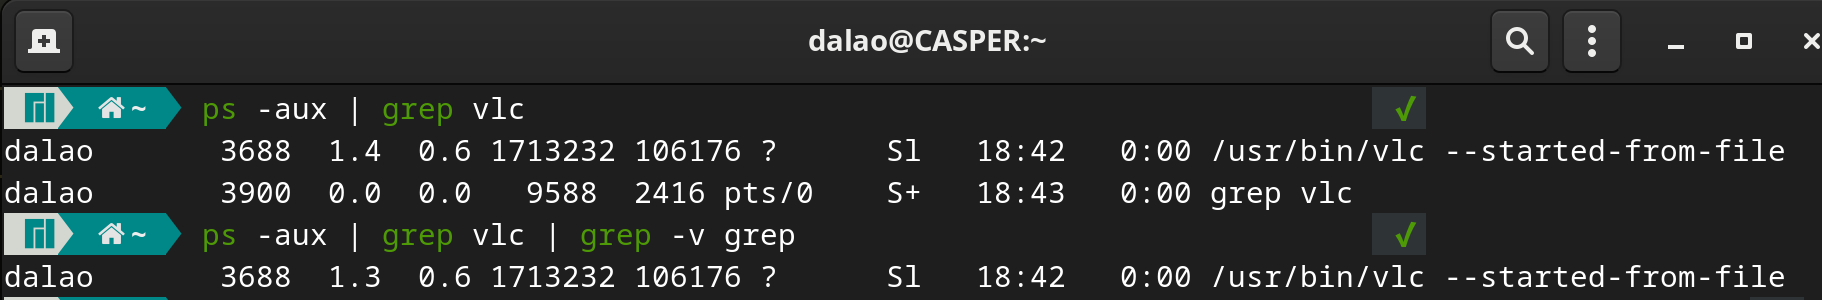 dalao@CASPER:~
~ ps -aux | grep vlc ✓
dalao 3688 1.4 0.6 1713232 106176 ? Sl 18:42 0:00 /usr/bin/vlc --started-from-file
dalao 3900 0.0 0.0 9588 2416 pts/0 S+ 18:43 0:00 grep vlc
~ ps -aux | grep vlc | grep -v grep ✓
dalao 3688 1.3 0.6 1713232 106176 ? Sl 18:42 0:00 /usr/bin/vlc --started-from-file